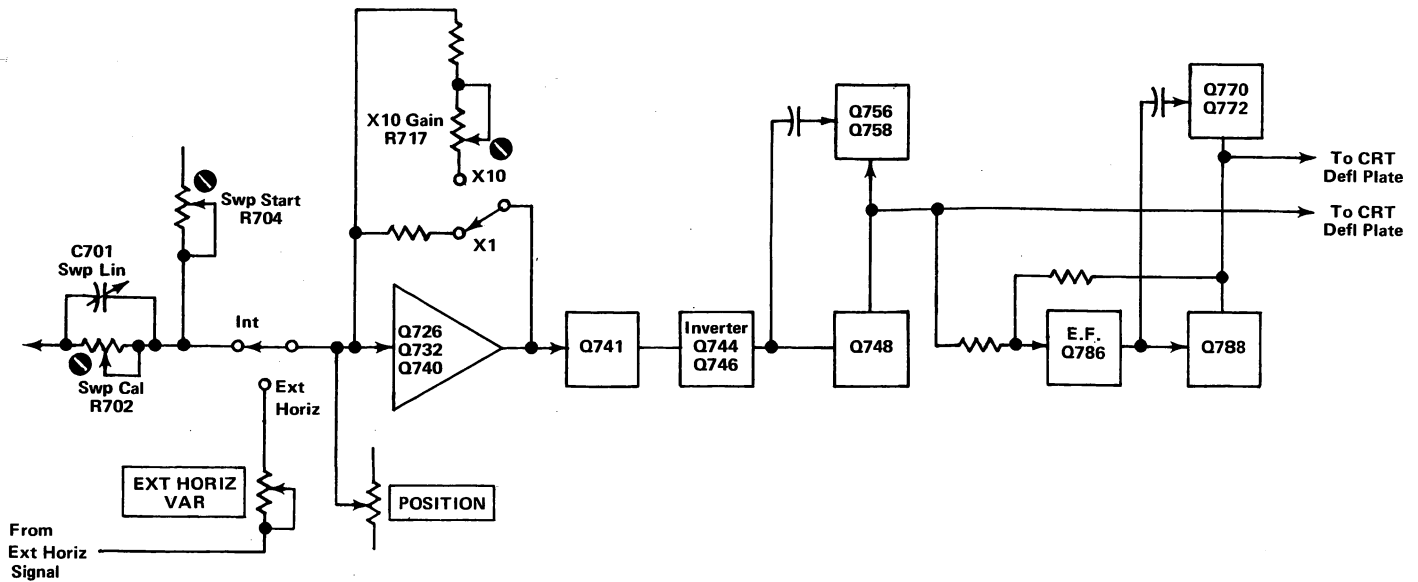 X10 Gain
R717
X10
X1
Swp Start
R704
C701
Swp Lin
Swp Cal
R702
Int
Ext
Horiz
EXT HORIZ
VAR
From
Ext Horiz
Signal
POSITION
Q726
Q732
Q740
Q741
Inverter
Q744
Q746
Q756
Q758
Q748
E.F.
Q786
Q770
Q772
Q788
To CRT
Defl Plate
To CRT
Defl Plate